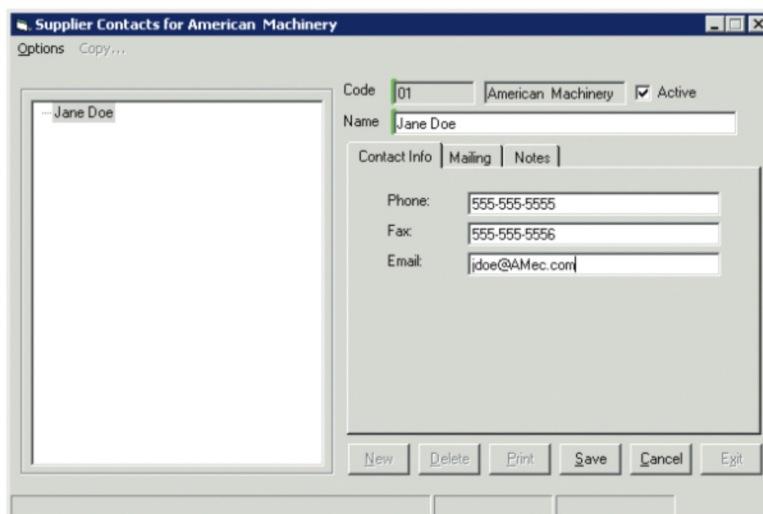 Supplier Contacts for American Machinery
Options Copy...
Jane Doe
Code 01 American Machinery Active
Name Jane Doe
Contact Info Mailing Notes
Phone: 555-555-5555
Fax: 555-555-5556
Email: jdoe@AMec.com
New Delete Print Save Cancel Exit